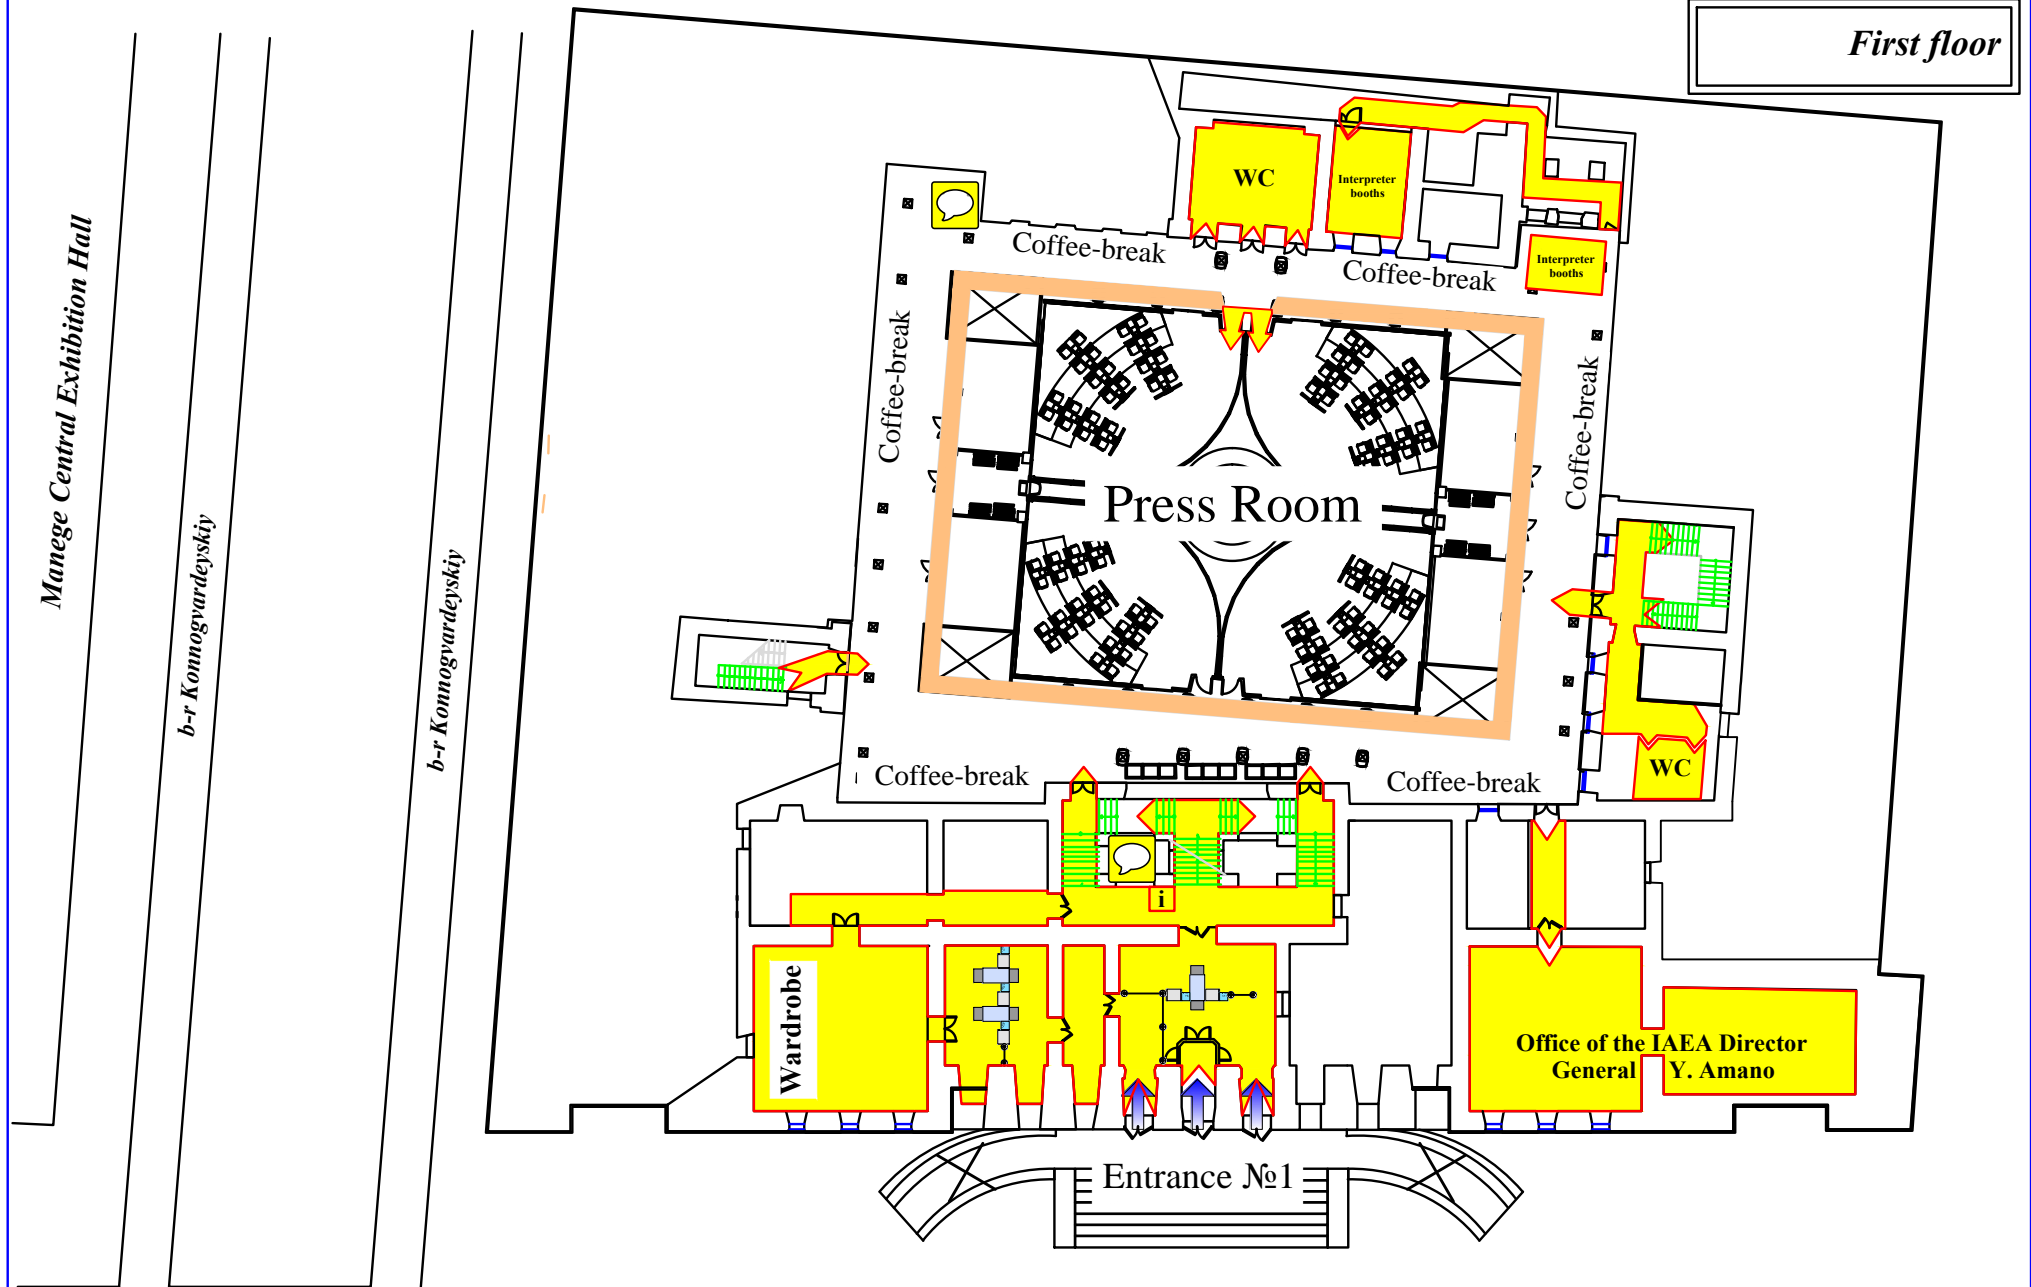 First floor
Manege Central Exhibition Hall
b-r Konnogvardeyskiy
b-r Konnogvardeyskiy
WC
Interpreter
booths
Interpreter
booths
Coffee-break
Coffee-break
Coffee-break
Coffee-break
Press Room
WC
Coffee-break
Coffee-break
i
Wardrobe
Office of the IAEA Director
General Y. Amano
Entrance №1